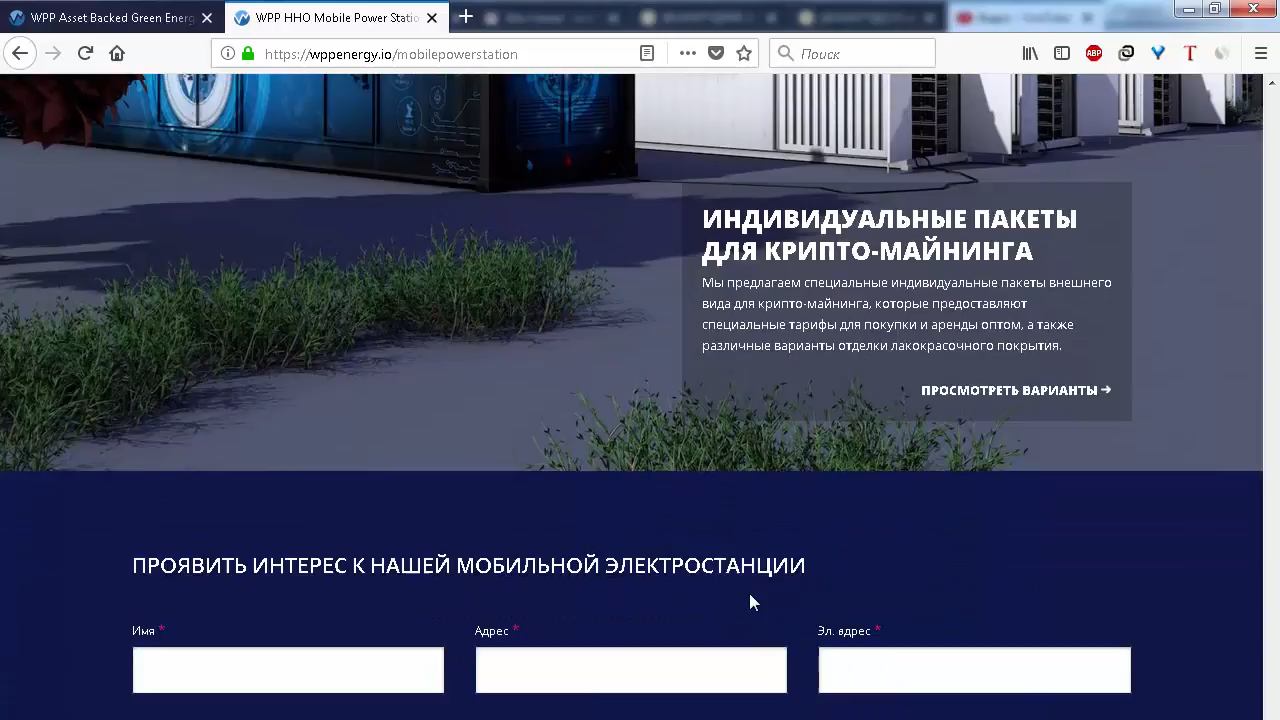 WPP Asset Backed Green Energ
WPP HHO Mobile Power Statio
https://wppenergy.io/mobilepowerstation
Поиск
ABP
ИНДИВИДУАЛЬНЫЕ ПАКЕТЫ
ДЛЯ КРИПТО-МАЙНИНГА
Мы предлагаем специальные индивидуальные пакеты внешнего
вида для крипто-майнинга, которые предоставляют
специальные тарифы для покупки и аренды оптом, а также
различные варианты отделки лакокрасочного покрытия.
ПРОСМОТРЕТЬ ВАРИАНТЫ →
ПРОЯВИТЬ ИНТЕРЕС К НАШЕЙ МОБИЛЬНОЙ ЭЛЕКТРОСТАНЦИИ
Имя * Адрес * Эл. вдрес *